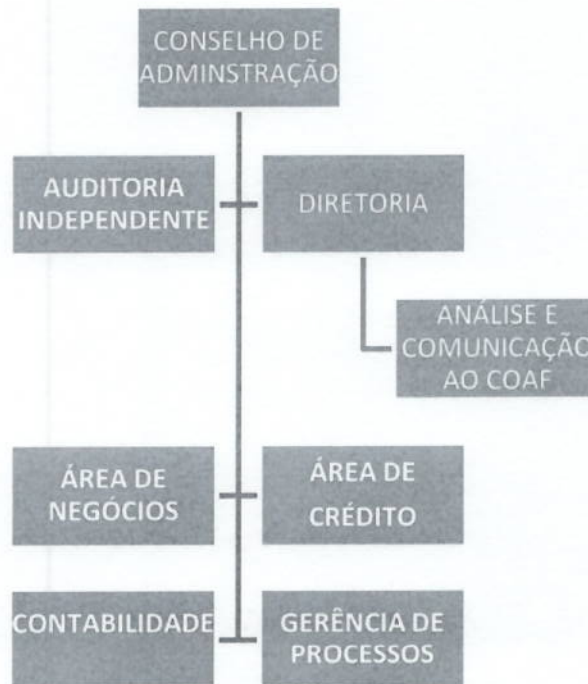 CONSELHO DE
ADMINSTRAÇÃO
AUDITORIA
INDEPENDENTE
DIRETORIA
ANÁLISE E
COMUNICAÇÃO
AO COAF
ÁREA DE
NEGÓCIOS
ÁREA DE
CRÉDITO
CONTABILIDADE
GERÊNCIA DE
PROCESSOS